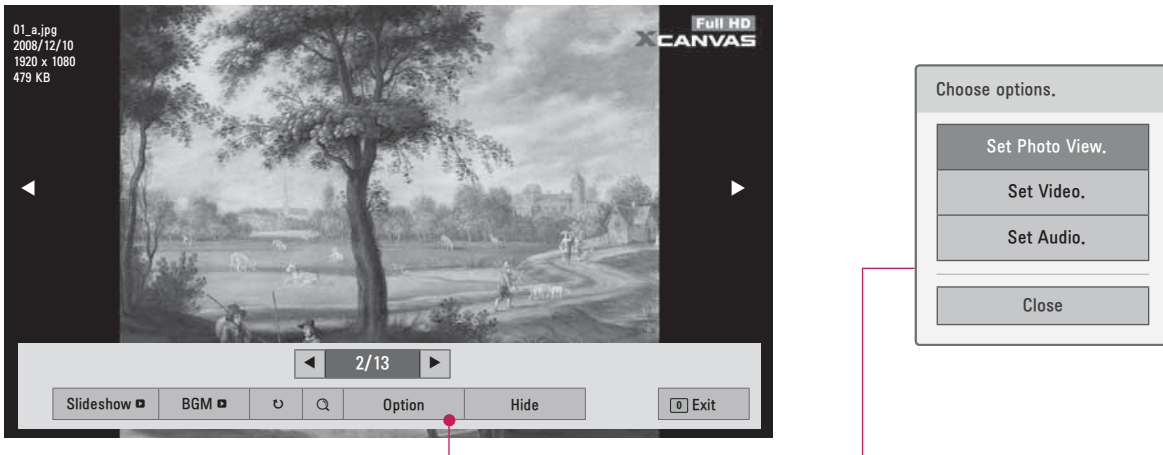 01_a.jpg
2008/12/10
1920 x 1080
479 KB
Full HD
XCANVAS
2/13
Slideshow
BGM
Option
Hide
0 Exit
Choose options.
Set Photo View.
Set Video.
Set Audio.
Close